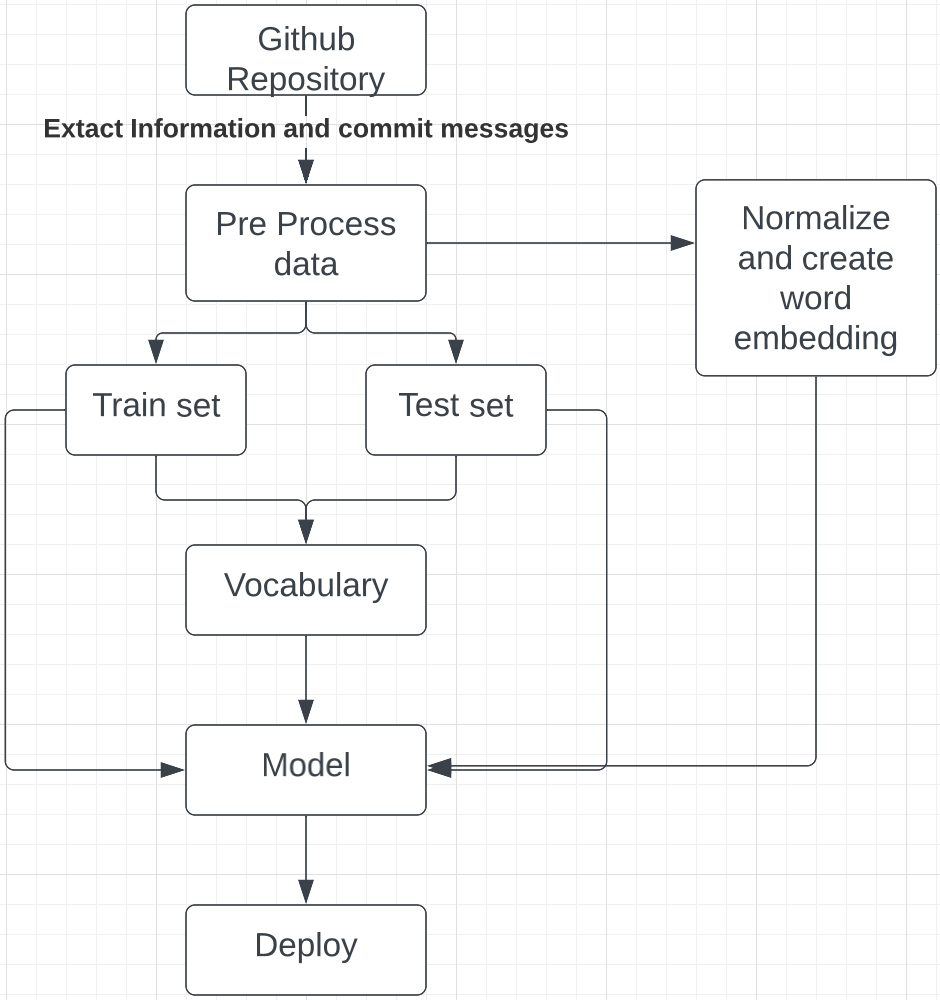 Github
Repository
Extact Information and commit messages
Pre Process
data
Normalize
and create
word
embedding
Train set
Test set
Vocabulary
Model
Deploy